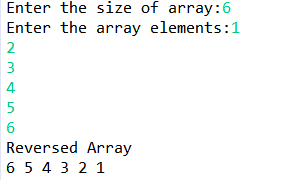 Enter the size of array:6
Enter the array elements:1
2
3
4
5
6
Reversed Array
6 5 4 3 2 1